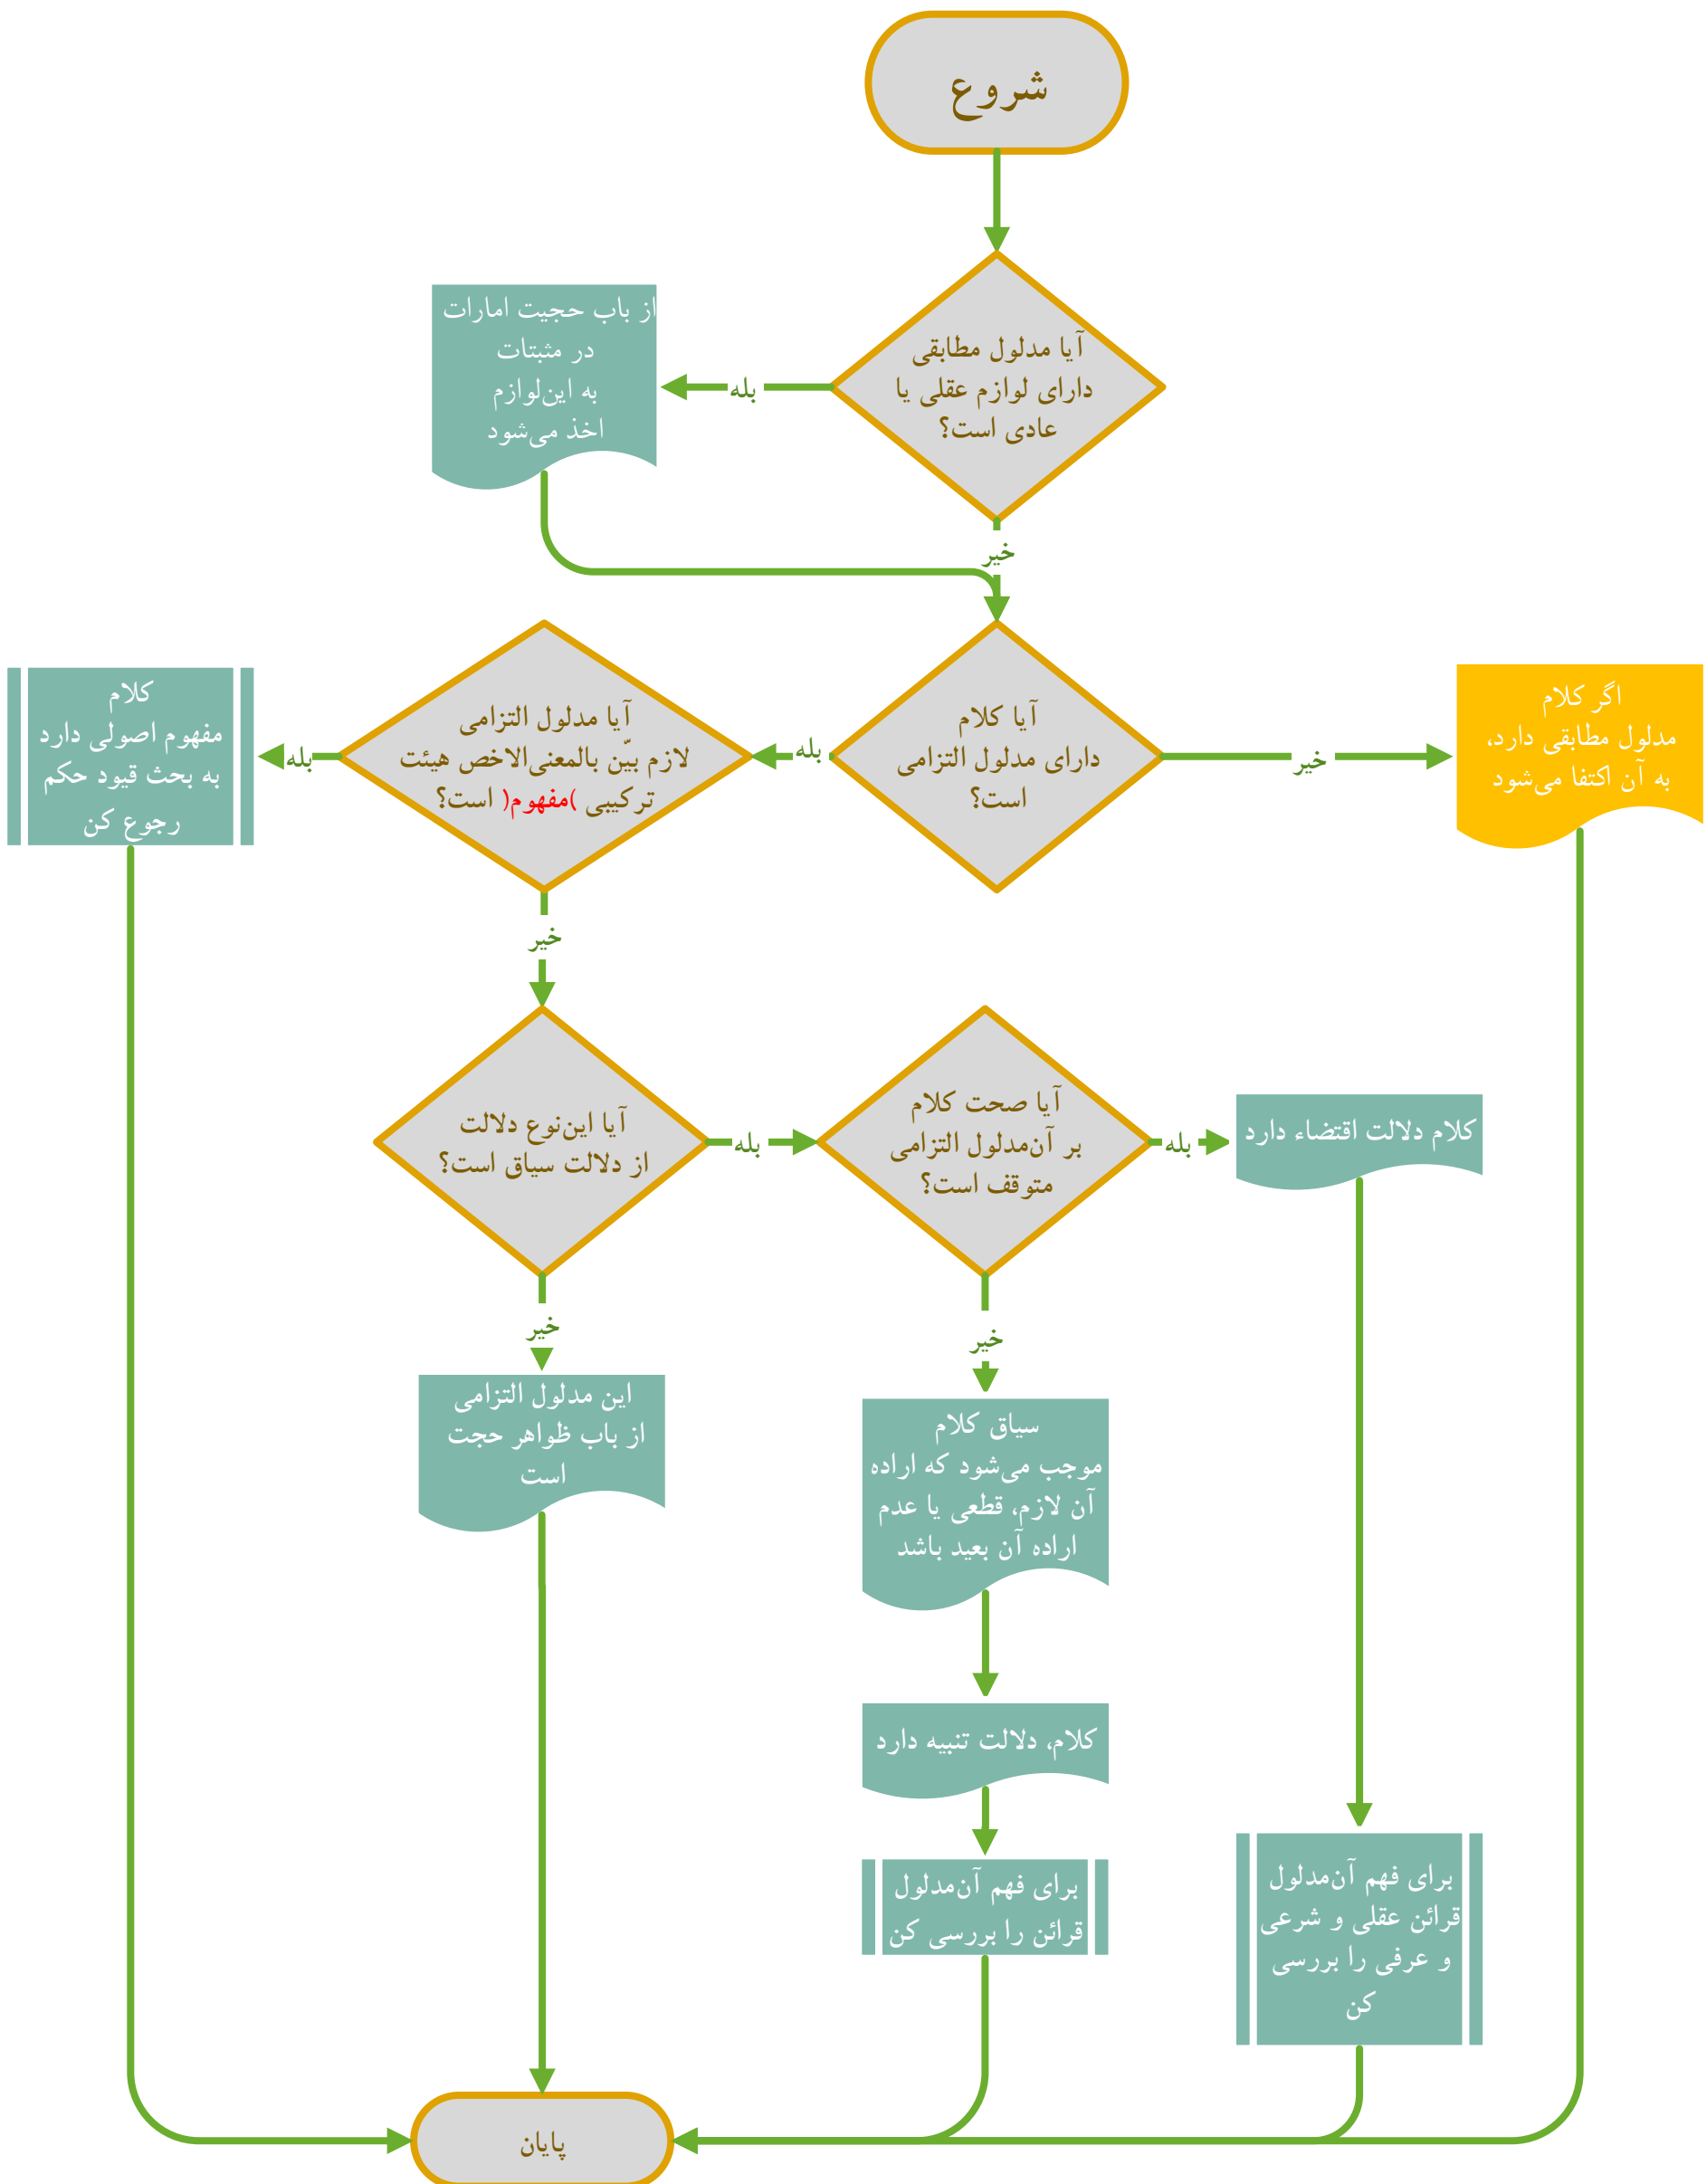 شروع
آیا مدلول مطابقی
دارای لوازم عقلی یا
عادی است؟
بله
از باب حجیت امارات
در مثبتات
به این‌لوازم
اخذ می‌شود
خیر
آیا کلام
دارای مدلول التزامی
است؟
خیر
اگر کلام
مدلول مطابقی دارد,
به آن اکتفا می‌شود
بله
آیا مدلول التزامی
لازم بیّن بالمعنی‌الاخص هیئت
ترکیبی )مفهوم( است؟
بله
کلام
مفهوم اصولی دارد
به بحث قیود حکم
رجوع کن
خیر
آیا این‌نوع دلالت
از دلالت سیاق است؟
بله
آیا صحت کلام
بر آن‌مدلول التزامی
متوقف است؟
بله
کلام دلالت اقتضاء دارد
خیر
این مدلول التزامی
از باب ظواهر حجت
است
خیر
سیاق کلام
موجب می‌شود که اراده
آن لازم، قطعی یا عدم
اراده آن بعید باشد
کلام، دلالت تنبیه دارد
برای فهم آن‌مدلول
قرائن را بررسی کن
برای فهم آن‌مدلول
قرائن عقلی و شرعی
و عرفی را بررسی
کن
پایان